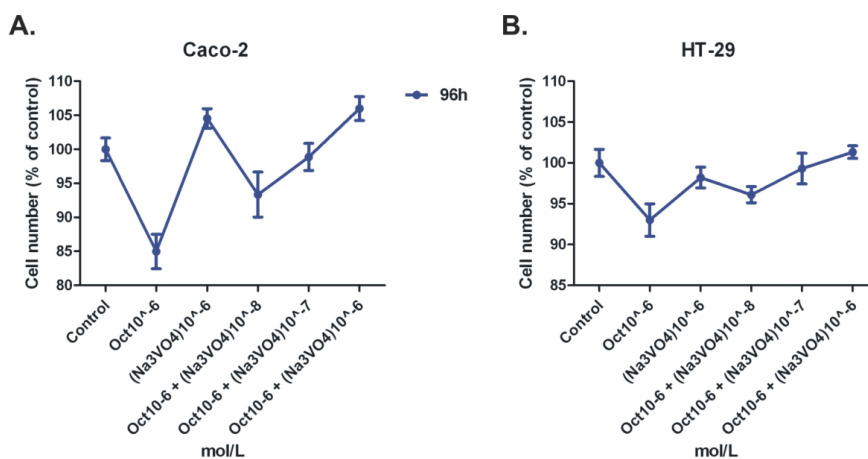 A.
Caco-2
Cell number (% of control)
110
105
100
95
90
85
80
Control
Oct10^-6
(Na3VO4)10^-6
Oct10-6 + (Na3VO4)10^-8
Oct10-6 + (Na3VO4)10^-7
Oct10-6 + (Na3VO4)10^-6
mol/L
96h
B.
HT-29
Cell number (% of control)
110
105
100
95
90
85
Control
Oct10^-6
(Na3VO4)10^-6
Oct10-6 + (Na3VO4)10^-8
Oct10-6 + (Na3VO4)10^-7
Oct10-6 + (Na3VO4)10^-6
mol/L